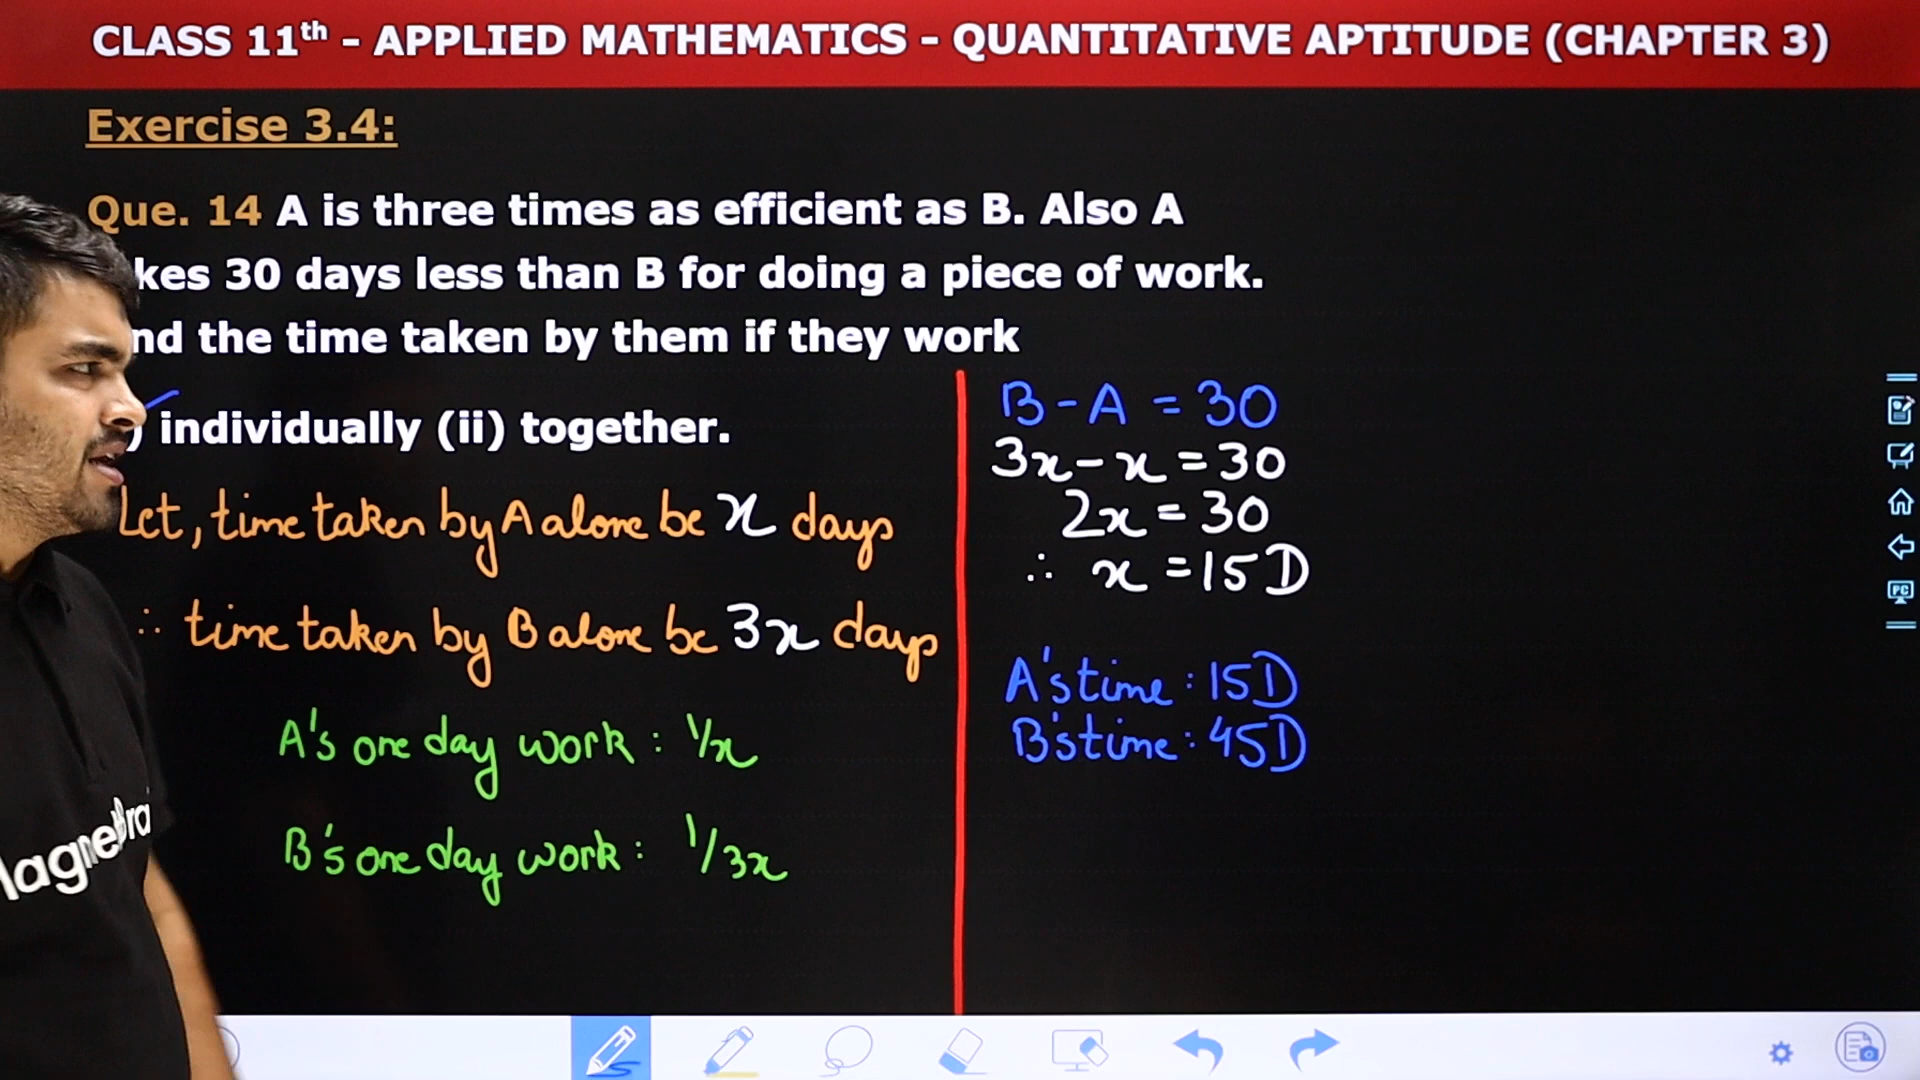 CLASS 11th - APPLIED MATHEMATICS - QUANTITATIVE APTITUDE (CHAPTER 3)
Exercise 3.4:
Que. 14 A is three times as efficient as B. Also A
kes 30 days less than B for doing a piece of work.
nd the time taken by them if they work
) individually (ii) together.
Let, time taken by A alone be x days
∴ time taken by B alone be 3x days
A's one day work : 1/x
B's one day work : 1/3x
B - A = 30
3x - x = 30
2x = 30
∴ x = 15D
A's time : 15D
B's time : 45D
PC